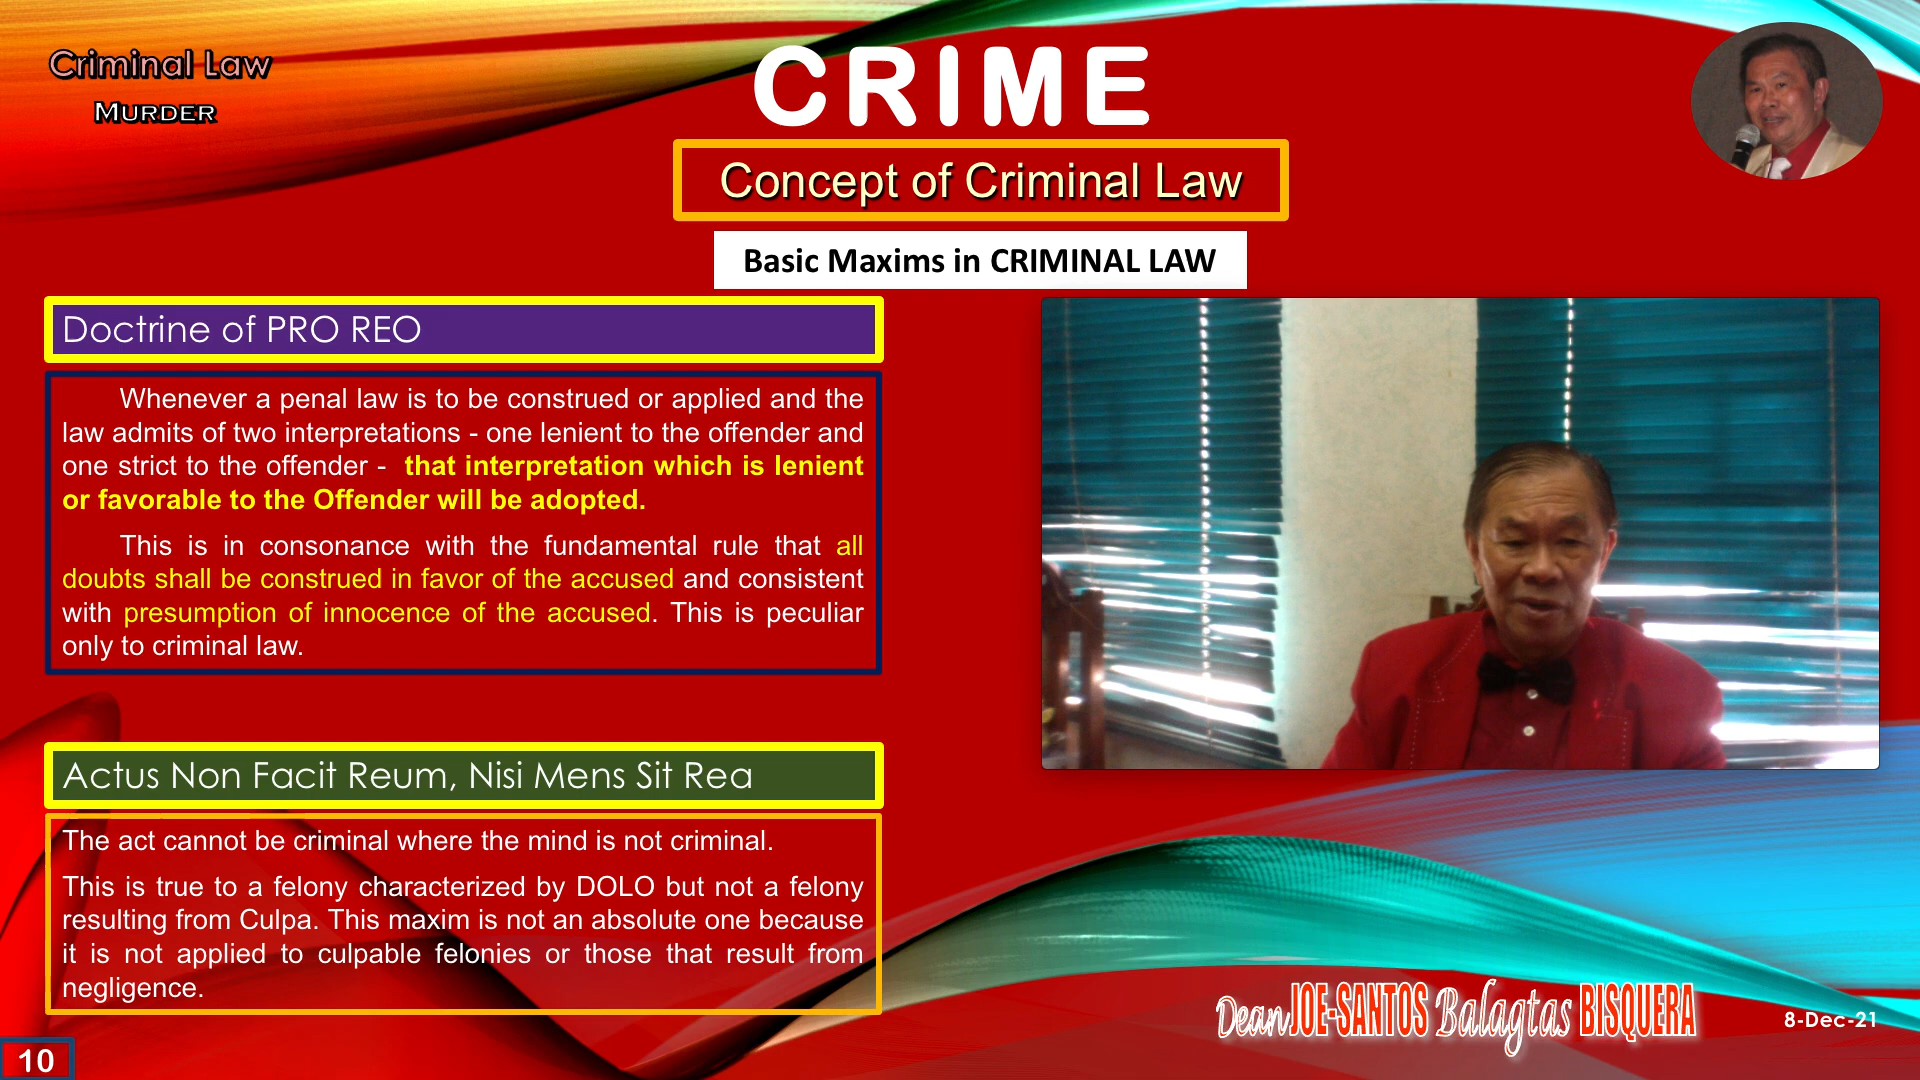 Criminal Law
MURDER
CRIME
Concept of Criminal Law
Basic Maxims in CRIMINAL LAW
Doctrine of PRO REO
Whenever a penal law is to be construed or applied and the
law admits of two interpretations - one lenient to the offender and
one strict to the offender - that interpretation which is lenient
or favorable to the Offender will be adopted.
This is in consonance with the fundamental rule that all
doubts shall be construed in favor of the accused and consistent
with presumption of innocence of the accused. This is peculiar
only to criminal law.
Actus Non Facit Reum, Nisi Mens Sit Rea
The act cannot be criminal where the mind is not criminal.
This is true to a felony characterized by DOLO but not a felony
resulting from Culpa. This maxim is not an absolute one because
it is not applied to culpable felonies or those that result from
negligence.
Dean JOE-SANTOS Balagtas BISQUERA
8-Dec-21
10